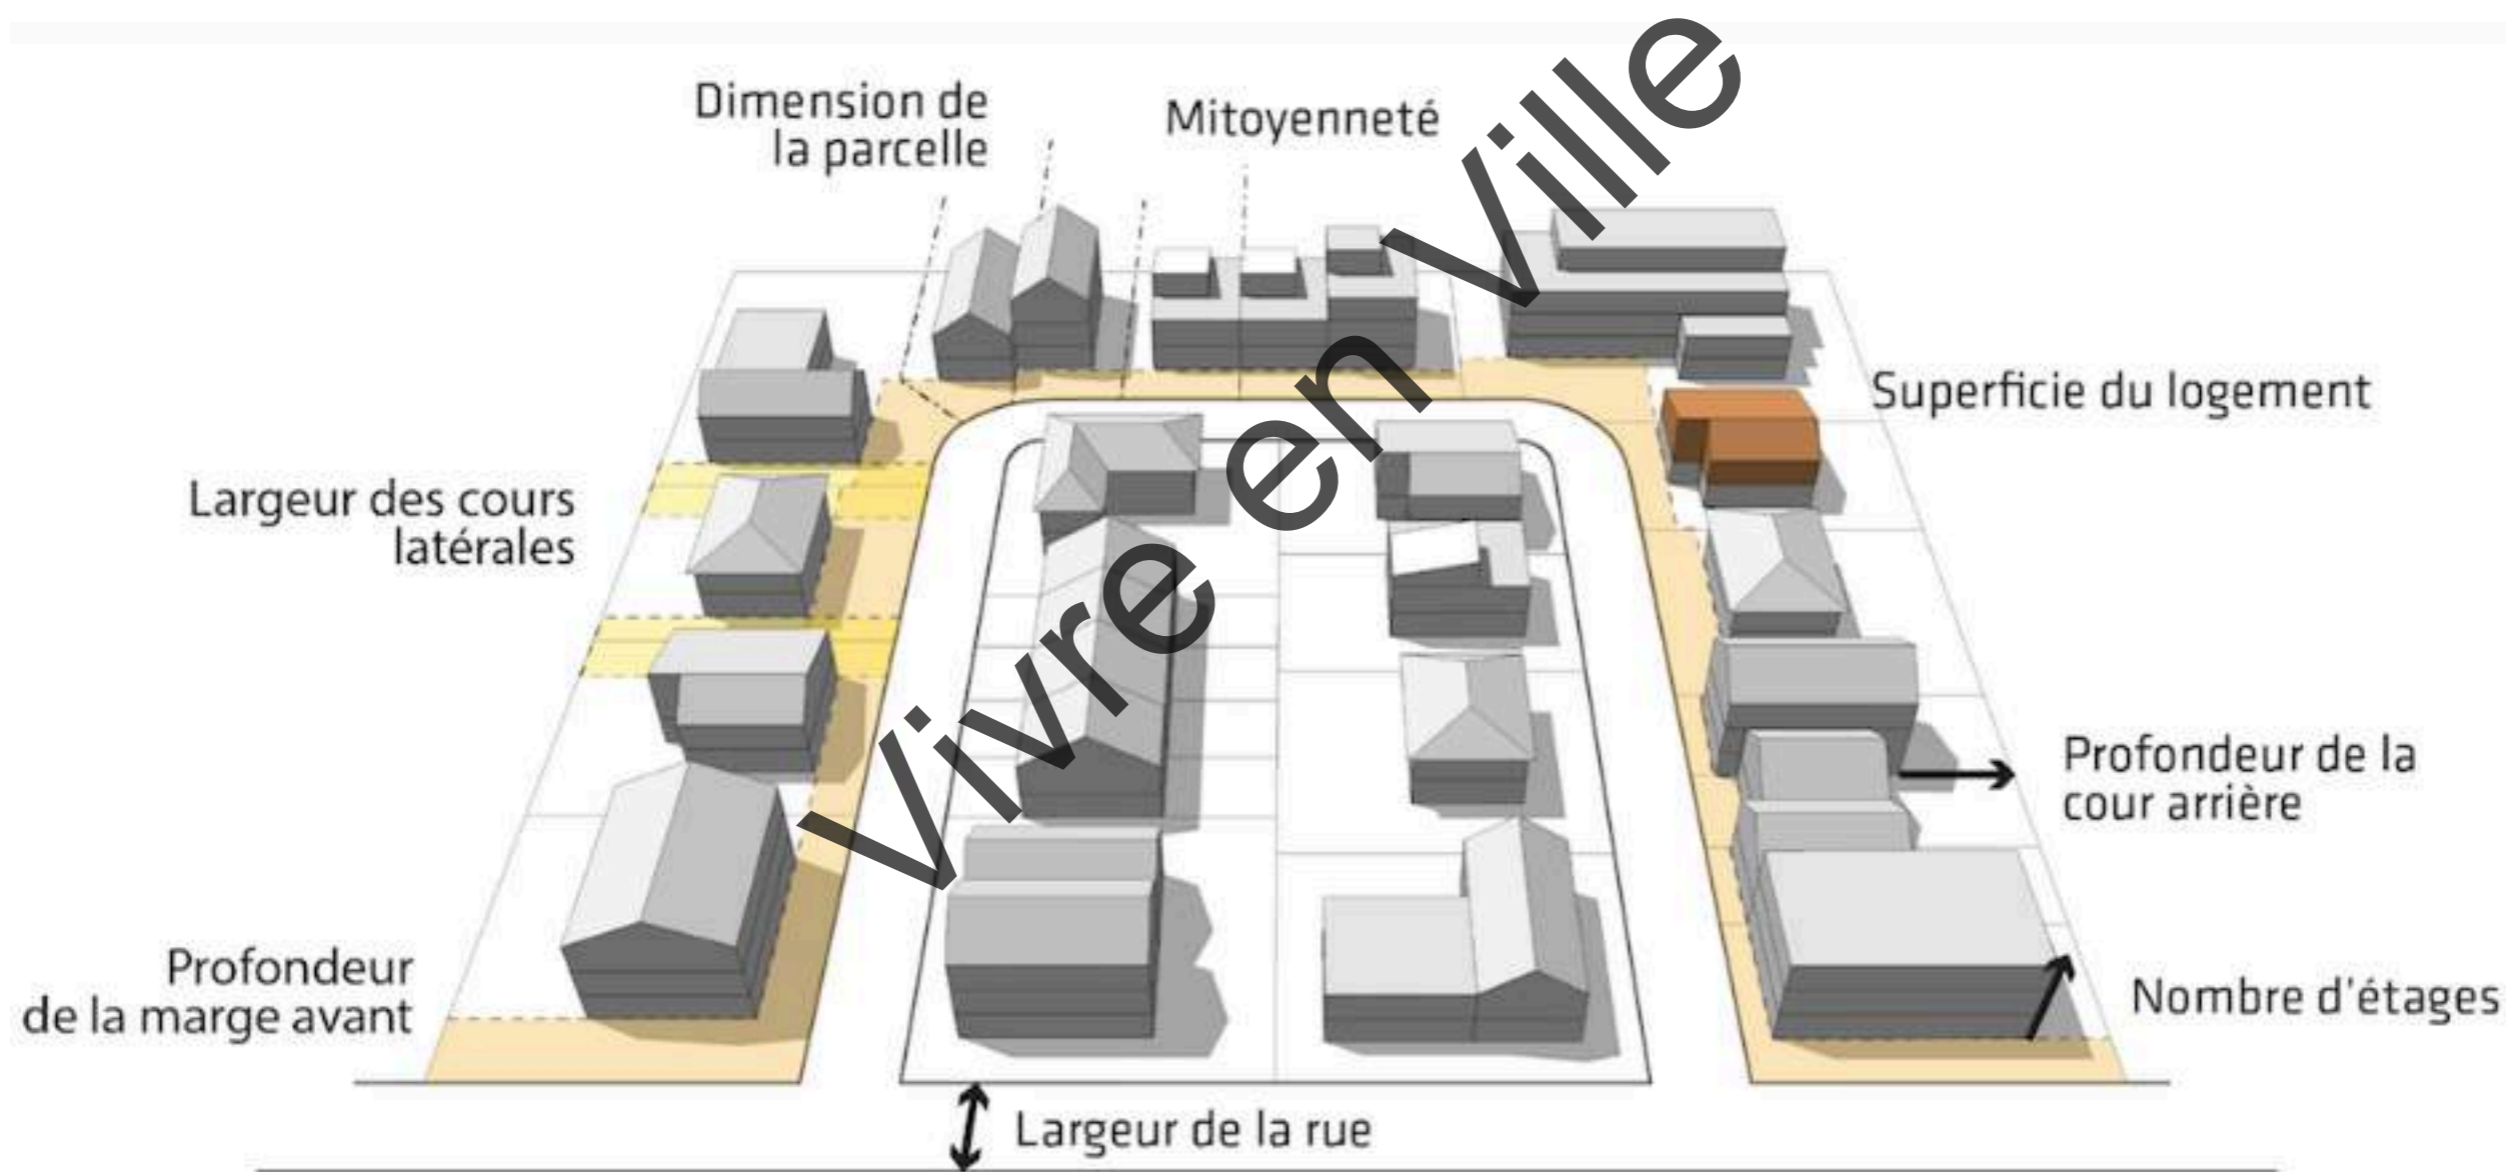 Dimension de
la parcelle
Mitoyenneté
Superficie du logement
Largeur des cours
latérales
Profondeur de la
cour arrière
Profondeur
de la marge avant
Nombre d'étages
Largeur de la rue
Vivre en Ville